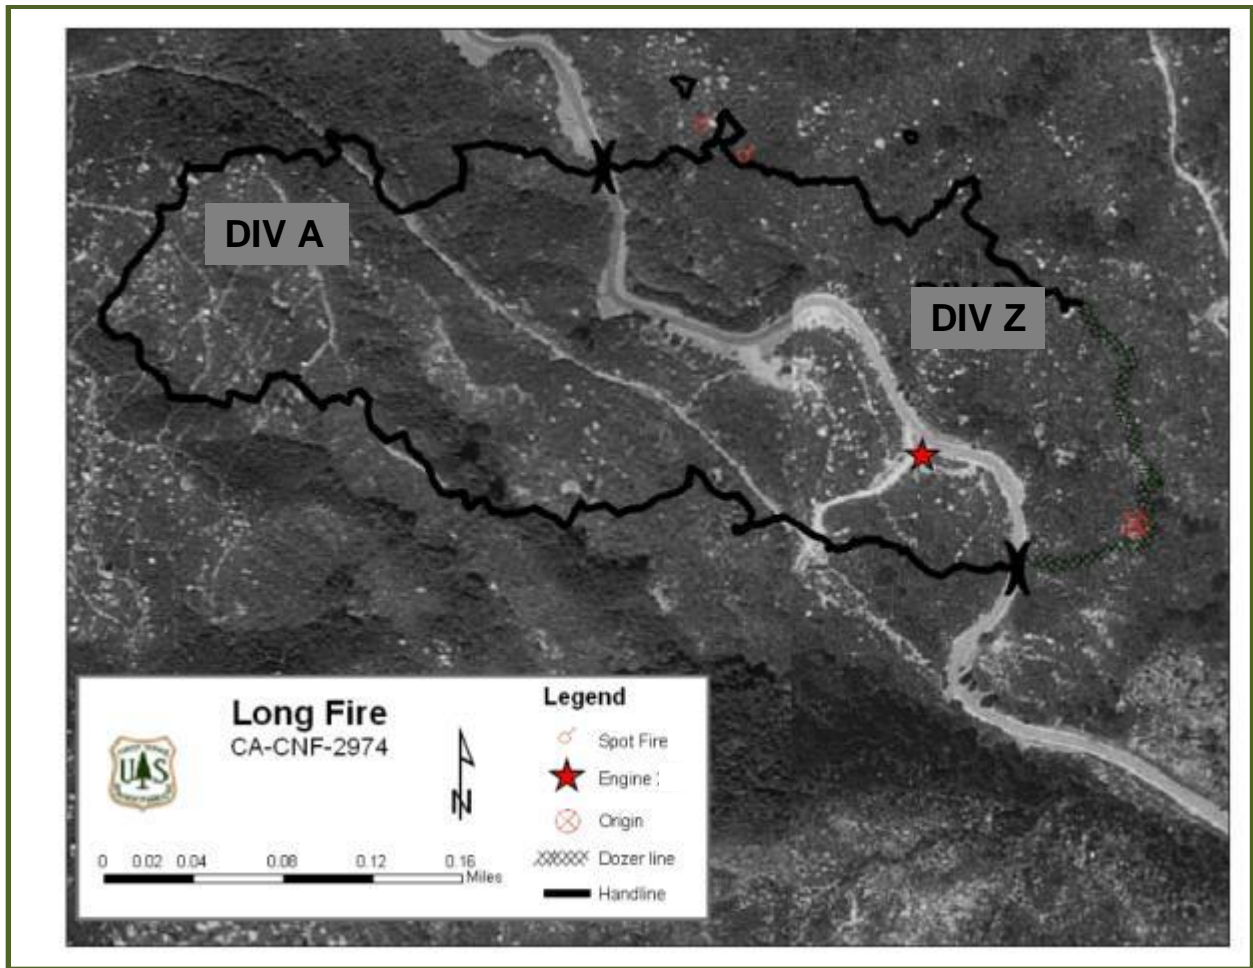 DIV A
DIV Z
Long Fire
CA-CNF-2974
N
0 0.02 0.04 0.08 0.12 0.16
Miles
Legend
Spot Fire
Engine
Origin
Dozer line
Handline
U S